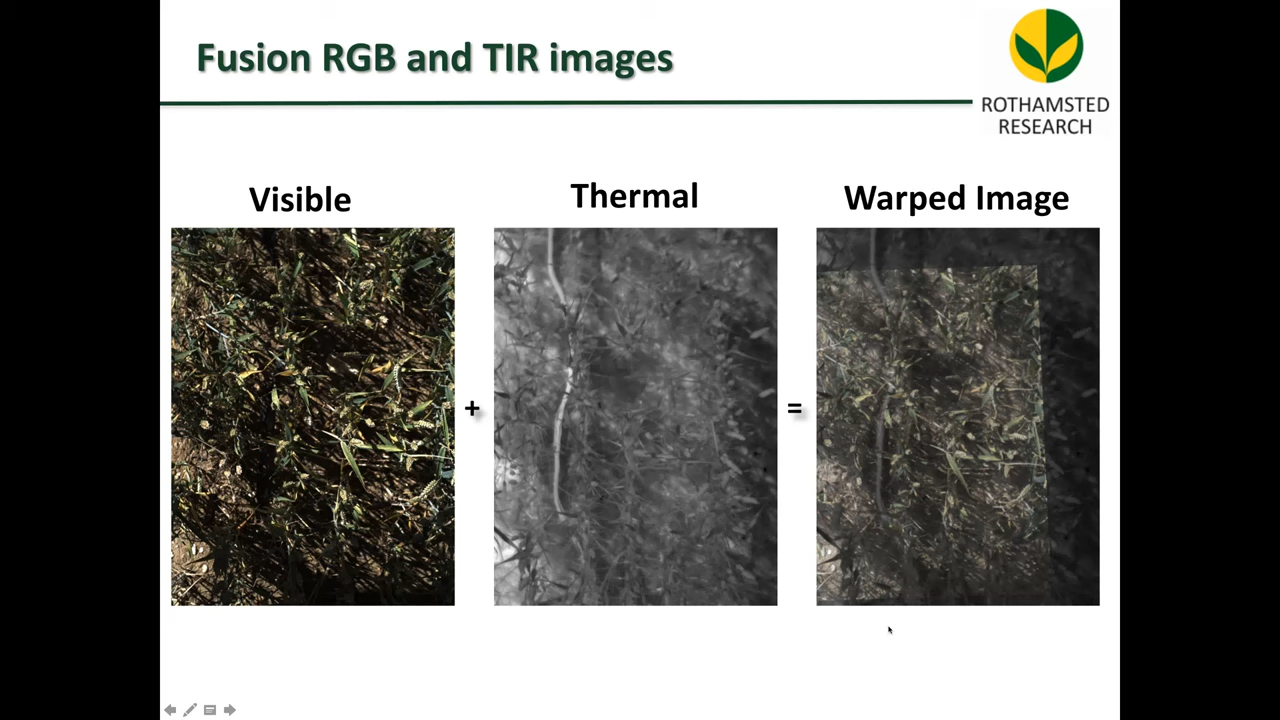 Fusion RGB and TIR images
ROTHAMSTED
RESEARCH
Visible
Thermal
Warped Image
+
=